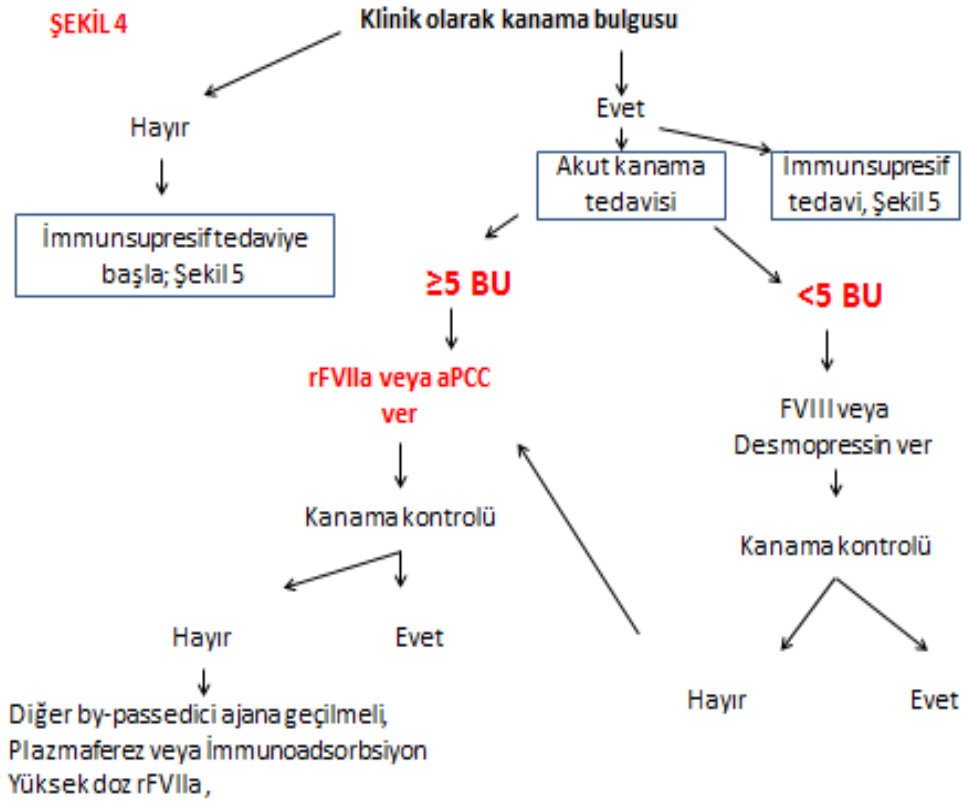 ŞEKİL 4
Klinik olarak kanama bulgusu
Hayır
Evet
İmmunsupresif tedaviye
başla; Şekil 5
Akut kanama
tedavisi
İmmunsupresif
tedavi, Şekil 5
≥5 BU
<5 BU
rFVIIa veya aPCC
ver
FVIII veya
Desmopressin ver
Kanama kontrolü
Kanama kontrolü
Hayır
Evet
Hayır
Evet
Diğer by-passedici ajana geçilmeli,
Plazmaferez veya İmmunoadsorbsiyon
Yüksek doz rFVIIa,